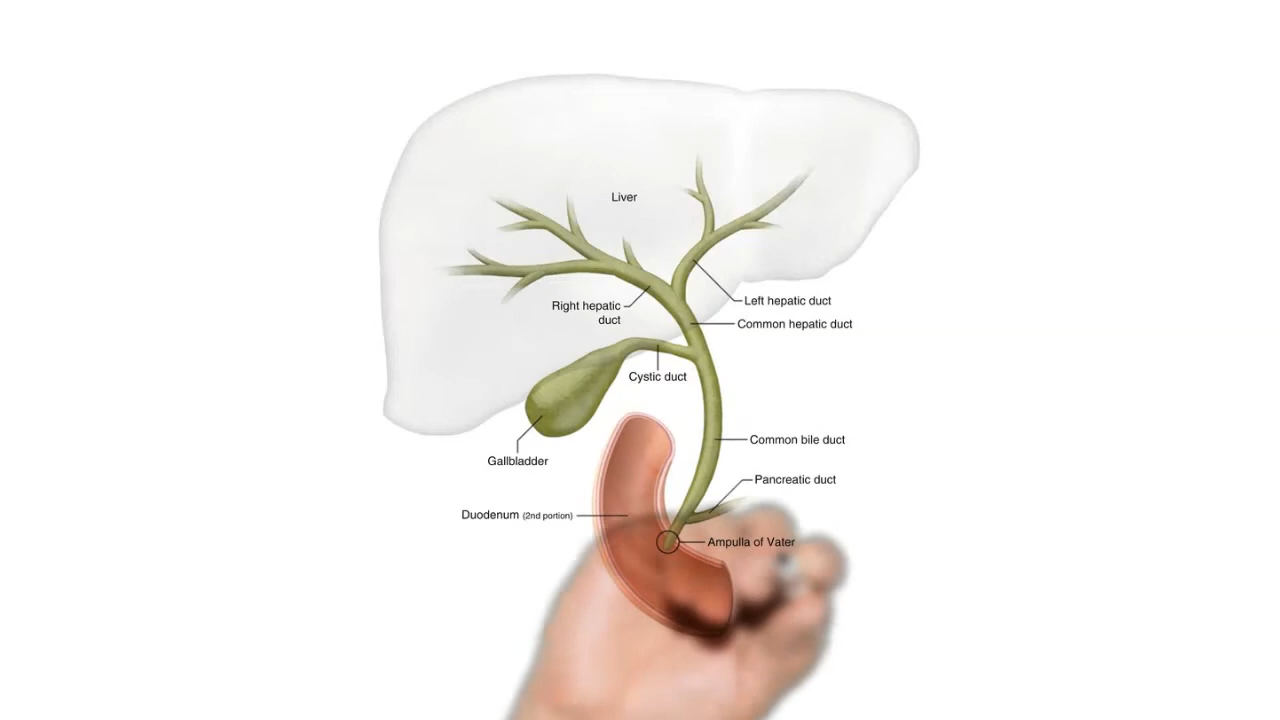 Liver
Left hepatic duct
Right hepatic
duct
Common hepatic duct
Cystic duct
Common bile duct
Gallbladder
Pancreatic duct
Duodenum (2nd portion)
Ampulla of Vater